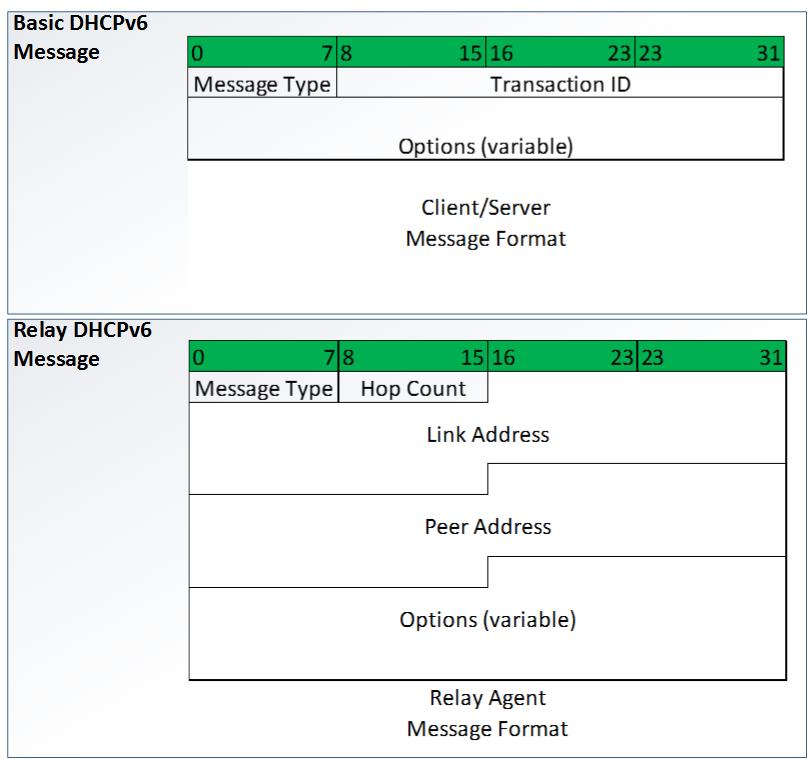 Basic DHCPv6
Message
0 7 8 15 16 23 23 31
Message Type Transaction ID
Options (variable)
Client/Server
Message Format
Relay DHCPv6
Message
0 7 8 15 16 23 23 31
Message Type Hop Count
Link Address
Peer Address
Options (variable)
Relay Agent
Message Format